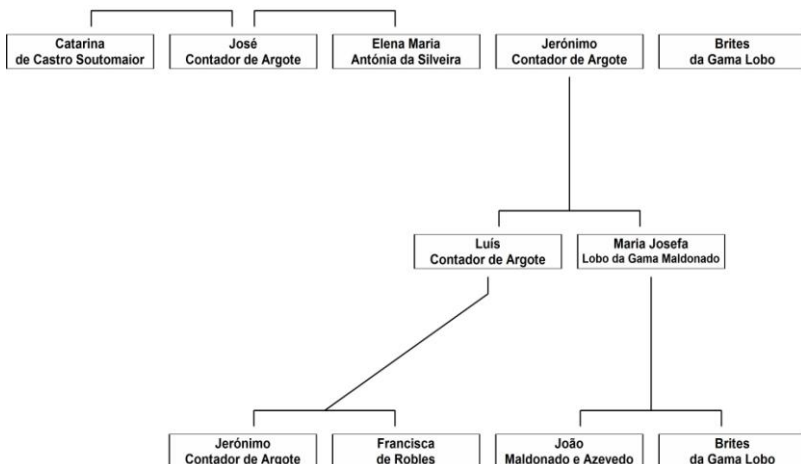 Catarina
de Castro Soutomaior
José
Contador de Argote
Elena Maria
Antónia da Silveira
Jerónimo
Contador de Argote
Brites
da Gama Lobo
Luís
Contador de Argote
Maria Josefa
Lobo da Gama Maldonado
Jerónimo
Contador de Argote
Francisca
de Robles
João
Maldonado e Azevedo
Brites
da Gama Lobo